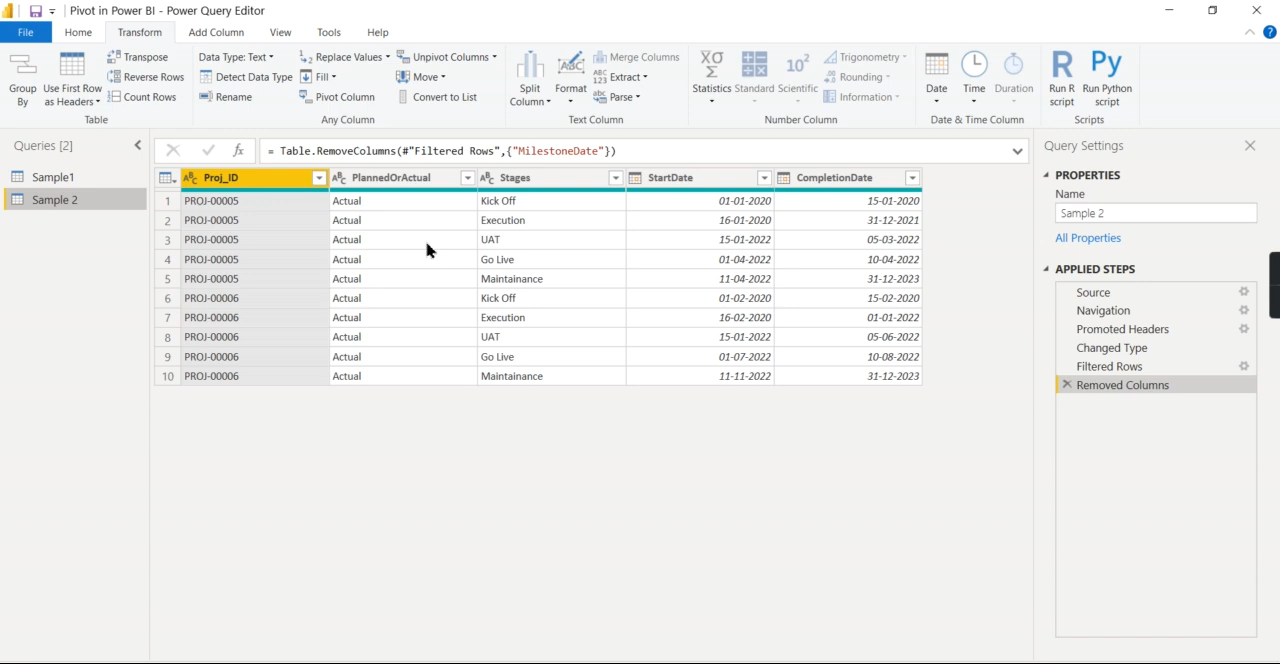 Pivot in Power BI - Power Query Editor
File Home Transform Add Column View Tools Help
Group By
Use First Row as Headers
Transpose
Reverse Rows
Count Rows
Table
Data Type: Text
Detect Data Type
Rename
Replace Values
Fill
Pivot Column
Unpivot Columns
Move
Convert to List
Any Column
Split Column
Format
Merge Columns
Extract
Parse
Text Column
Statistics
Standard
Scientific
Trigonometry
Rounding
Information
Number Column
Date
Time
Duration
Date & Time Column
Run R script
Run Python script
Scripts
Queries [2]
Sample1
Sample 2
= Table.RemoveColumns(#"Filtered Rows",{"MilestoneDate"})
Proj_ID PlannedOrActual Stages StartDate CompletionDate
1 PROJ-00005 Actual Kick Off 01-01-2020 15-01-2020
2 PROJ-00005 Actual Execution 16-01-2020 31-12-2021
3 PROJ-00005 Actual UAT 15-01-2022 05-03-2022
4 PROJ-00005 Actual Go Live 01-04-2022 10-04-2022
5 PROJ-00005 Actual Maintainance 11-04-2022 31-12-2023
6 PROJ-00006 Actual Kick Off 01-02-2020 15-02-2020
7 PROJ-00006 Actual Execution 16-02-2020 01-01-2022
8 PROJ-00006 Actual UAT 15-01-2022 05-06-2022
9 PROJ-00006 Actual Go Live 01-07-2022 10-08-2022
10 PROJ-00006 Actual Maintainance 11-11-2022 31-12-2023
Query Settings
PROPERTIES
Name
Sample 2
All Properties
APPLIED STEPS
Source
Navigation
Promoted Headers
Changed Type
Filtered Rows
Removed Columns